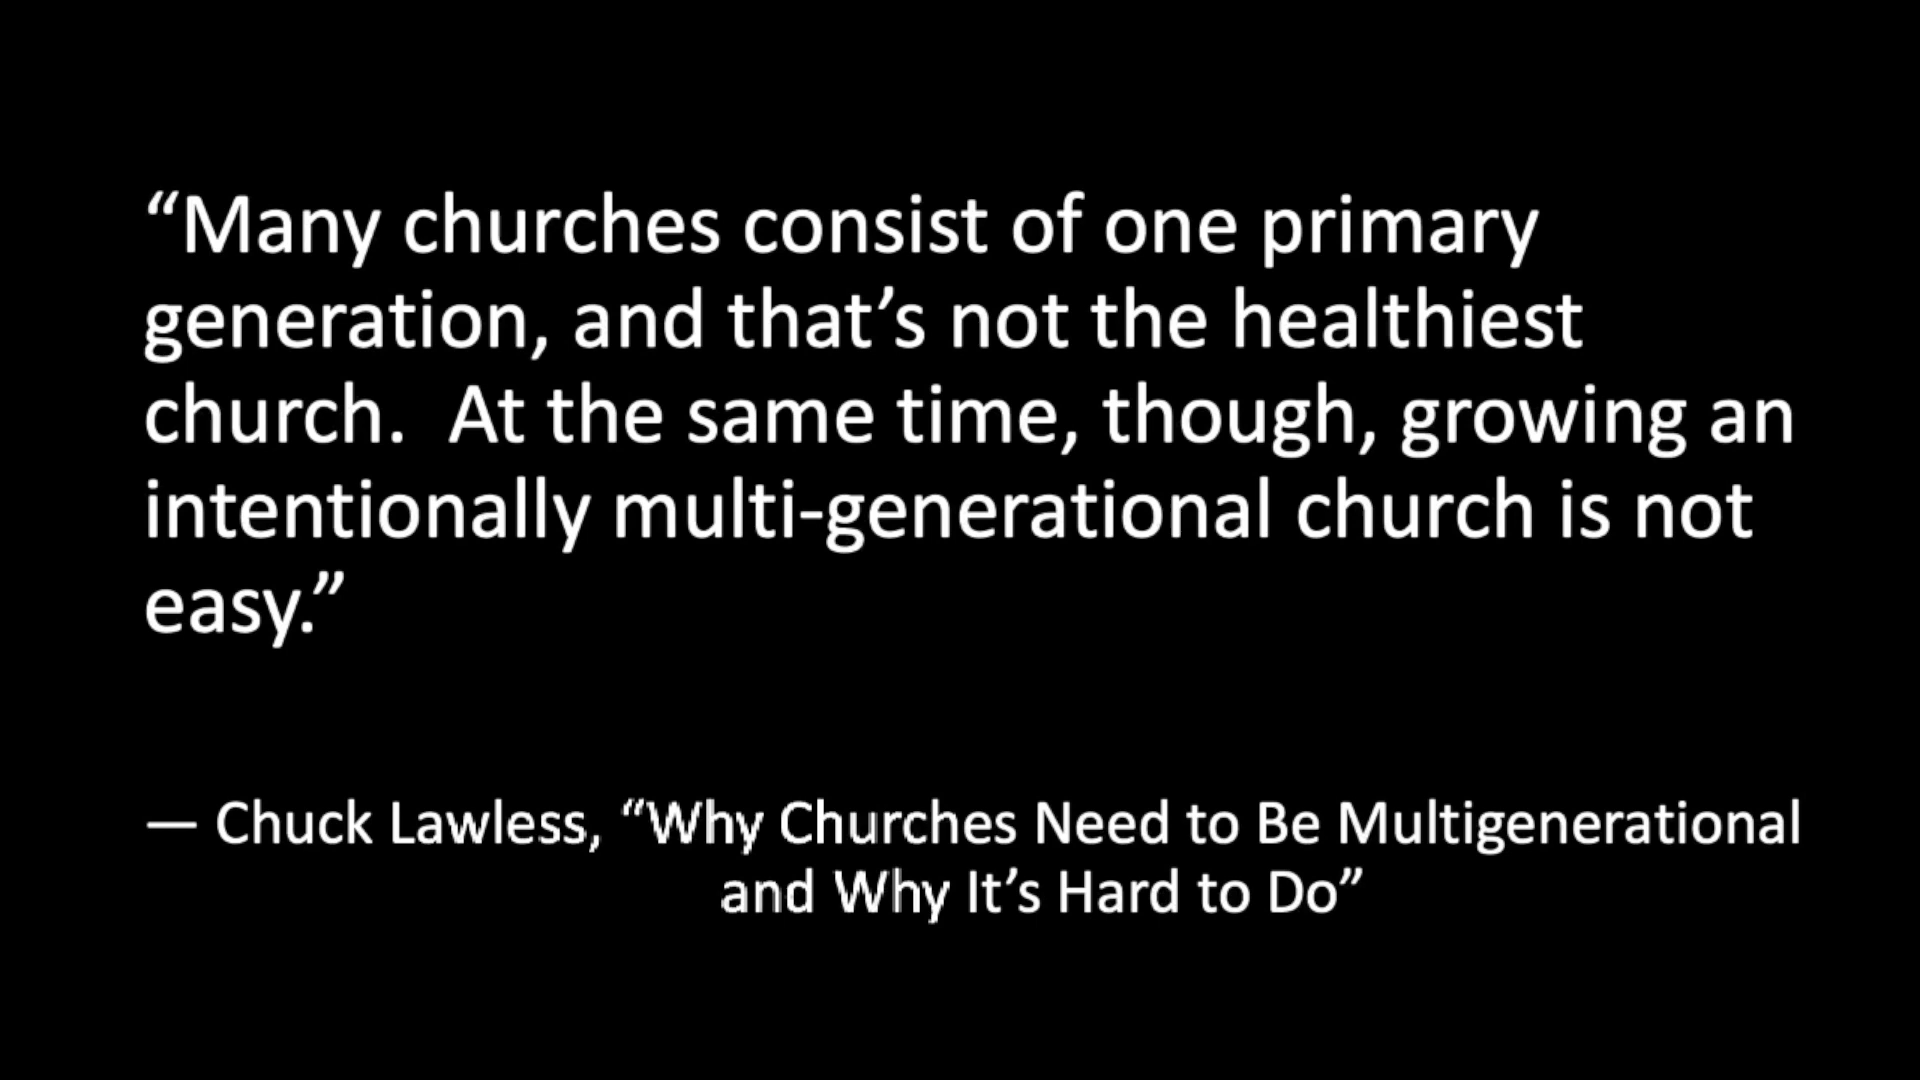 “Many churches consist of one primary
generation, and that’s not the healthiest
church.  At the same time, though, growing an
intentionally multi-generational church is not
easy.”
— Chuck Lawless, “Why Churches Need to Be Multigenerational
and Why It’s Hard to Do”